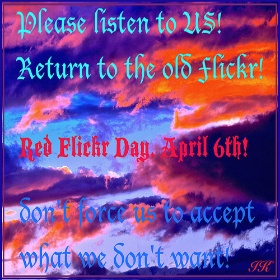 Please listen to US!
Return to the old Flickr!
Red Flickr Day, April 6th!
don't force us to accept
what we don't want!